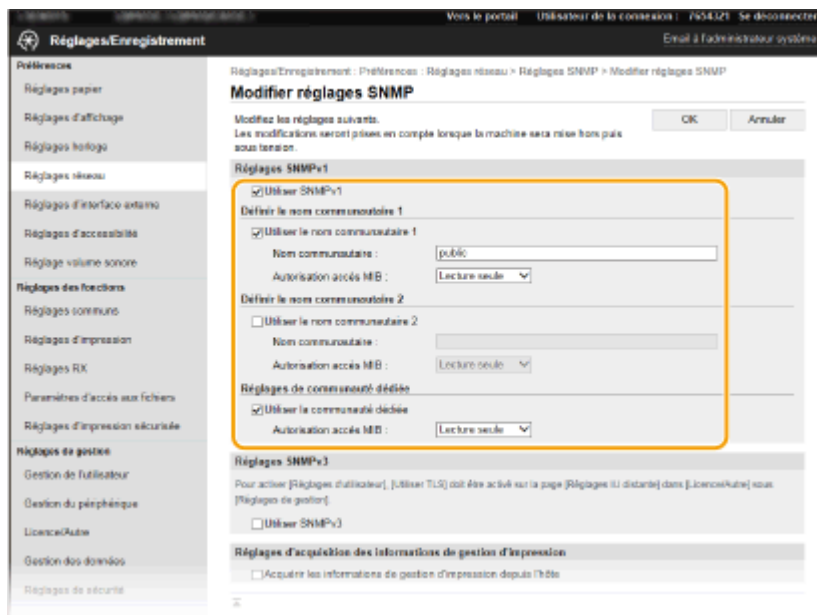 Vers le portail Utilisateur de la connexion : 7654321 Se déconnecter
Réglages/Enregistrement
Email à l'administrateur système
Préférences
Réglages papier
Réglages d'affichage
Réglages horloge
Réglages réseau
Réglages d'interface externe
Réglages d'accessibilité
Réglage volume sonore
Réglages des fonctions
Réglages communs
Réglages d'impression
Réglages RX
Paramètres d'accès aux fichiers
Réglages d'impression sécurisée
Réglages de gestion
Gestion de l'utilisateur
Gestion du périphérique
Licence/Autre
Gestion des données
Réglages de sécurité
Réglages/Enregistrement : Préférences : Réglages réseau > Réglages SNMP > Modifier réglages SNMP
Modifier réglages SNMP
Modifiez les réglages suivants.
Les modifications seront prises en compte lorsque la machine sera mise hors puis
sous tension.
OK
Annuler
Réglages SNMPv1
Utiliser SNMPv1
Définir le nom communautaire 1
Utiliser le nom communautaire 1
Nom communautaire : public
Autorisation accès MIB : Lecture seule
Définir le nom communautaire 2
Utiliser le nom communautaire 2
Nom communautaire :
Autorisation accès MIB : Lecture seule
Réglages de communauté dédiée
Utiliser la communauté dédiée
Autorisation accès MIB : Lecture seule
Réglages SNMPv3
Pour activer [Réglages d'utilisateur], [Utiliser TLS] doit être activé sur la page [Réglages IU distante] dans [Licence/Autre] sous
[Réglages de gestion].
Utiliser SNMPv3
Réglages d'acquisition des informations de gestion d'impression
Acquérir les informations de gestion d'impression depuis l'hôte